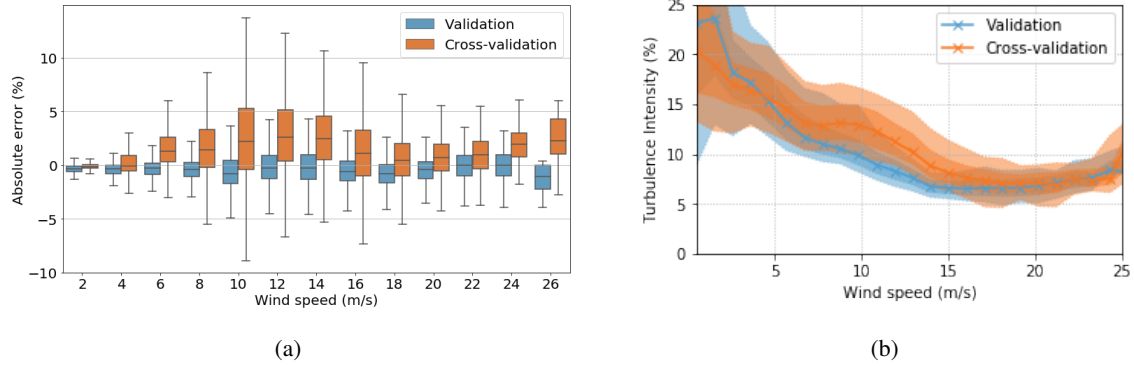 Validation
Cross-validation
Absolute error (%)
10
5
0
−5
−10
2 4 6 8 10 12 14 16 18 20 22 24 26
Wind speed (m/s)
(a)
Validation
Cross-validation
Turbulence Intensity (%)
25
20
15
10
5
0
5 10 15 20 25
Wind speed (m/s)
(b)